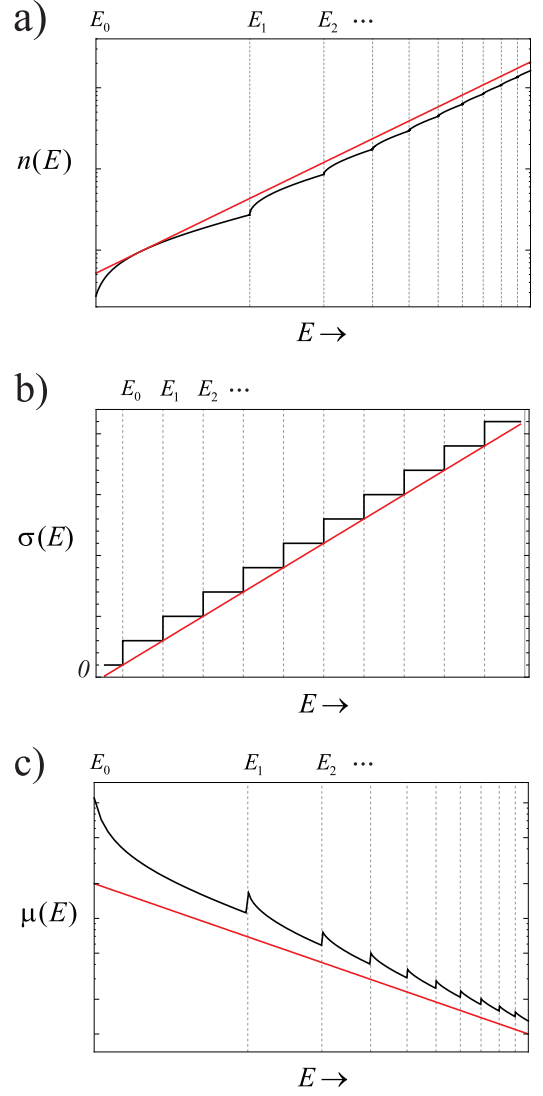 a)
E₀ E₁ E₂ ...
n(E)
E →
b)
E₀ E₁ E₂ ...
σ(E)
0
E →
c)
E₀ E₁ E₂ ...
μ(E)
E →